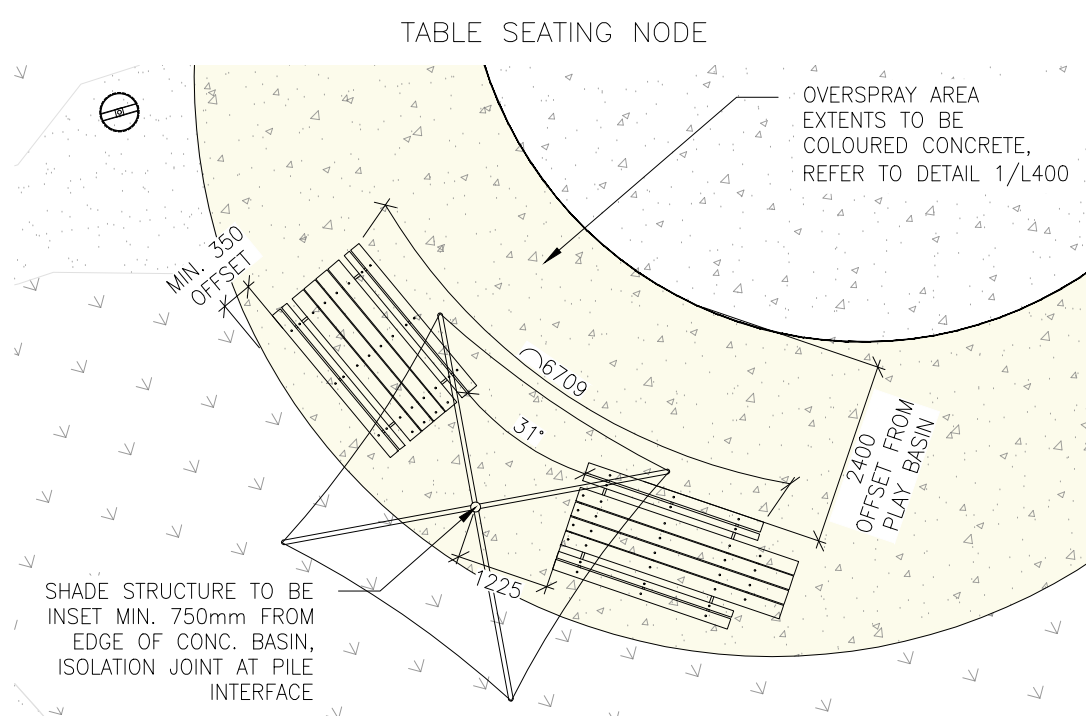 TABLE SEATING NODE
OVERSPRAY AREA
EXTENTS TO BE
COLOURED CONCRETE,
REFER TO DETAIL 1/L400
MIN. 350
OFFSET
6709
31°
2400
OFFSET FROM
PLAY BASIN
1225
SHADE STRUCTURE TO BE
INSET MIN. 750mm FROM
EDGE OF CONC. BASIN,
ISOLATION JOINT AT PILE
INTERFACE